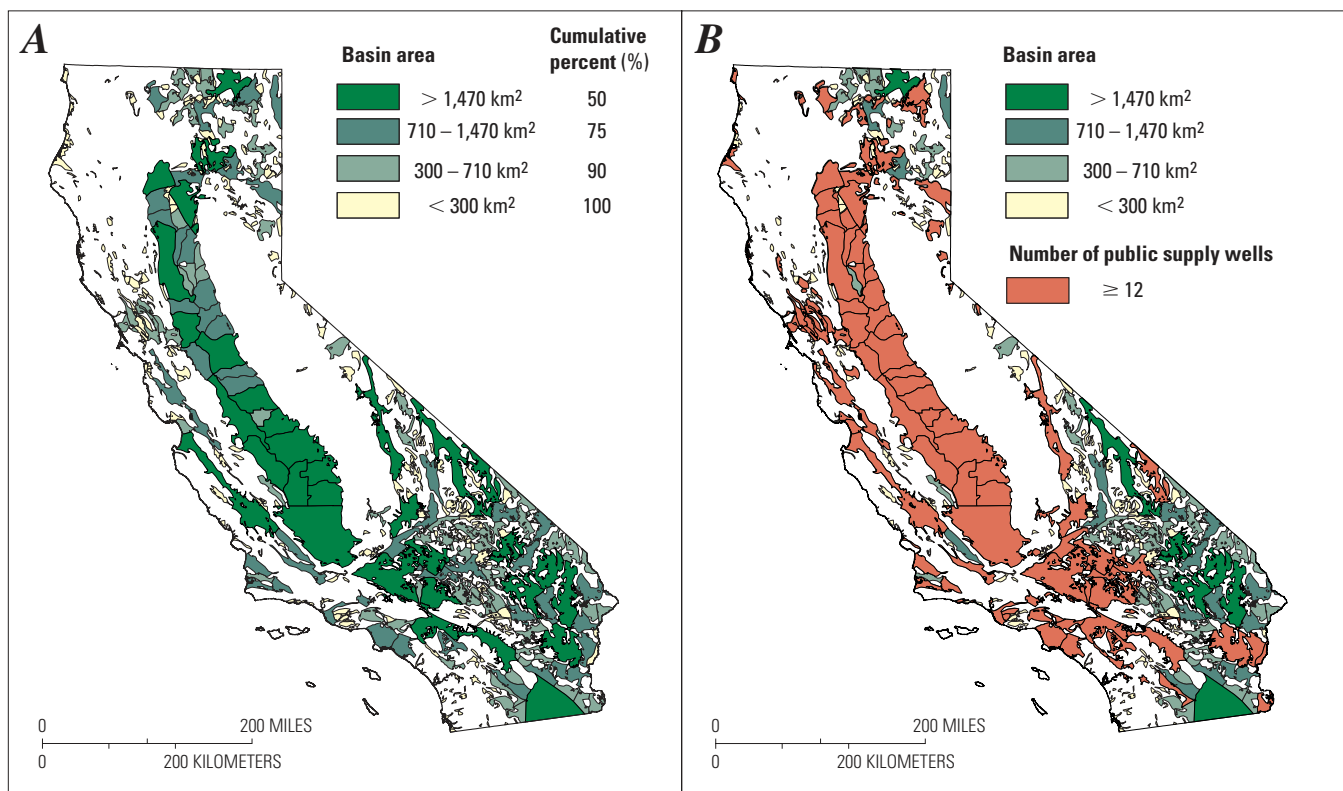 A
Basin area
Cumulative
percent (%)
> 1,470 km²
50
710 – 1,470 km²
75
300 – 710 km²
90
< 300 km²
100
0
200 MILES
0
200 KILOMETERS
B
Basin area
> 1,470 km²
710 – 1,470 km²
300 – 710 km²
< 300 km²
Number of public supply wells
≥ 12
0
200 MILES
0
200 KILOMETERS